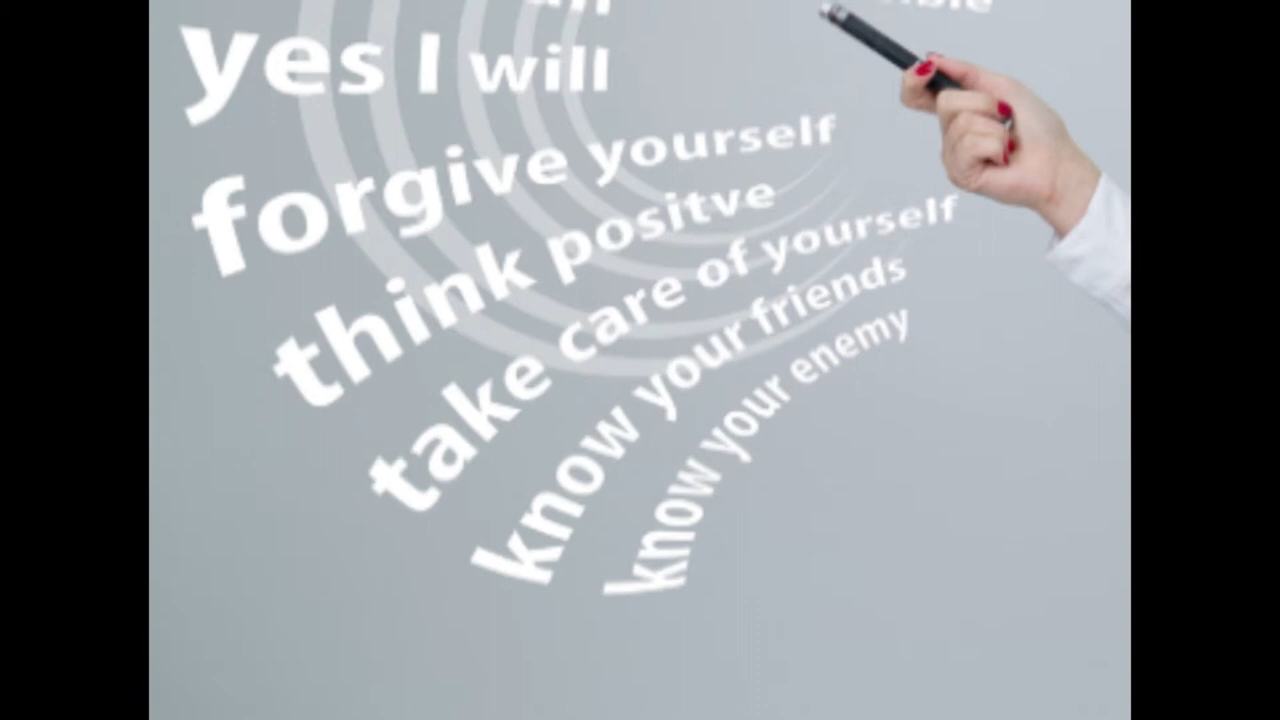 yes I will
forgive yourself
think positve
take care of yourself
know your friends
know your enemy